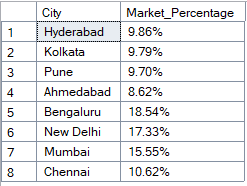 City Market_Percentage
1 Hyderabad 9.86%
2 Kolkata 9.79%
3 Pune 9.70%
4 Ahmedabad 8.62%
5 Bengaluru 18.54%
6 New Delhi 17.33%
7 Mumbai 15.55%
8 Chennai 10.62%